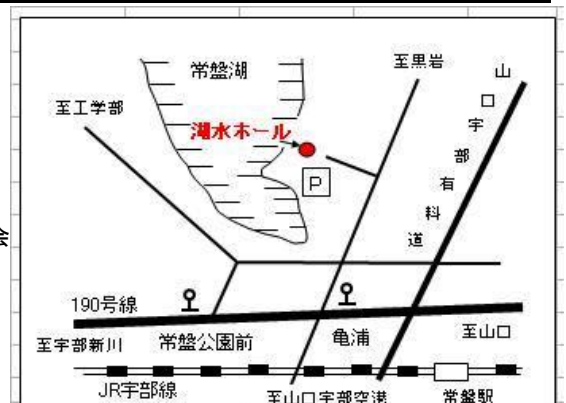 常盤湖
至黒岩
至工学部
湖水ホール
P
山口宇部有料道
190号線
至宇部新川
常盤公園前
亀浦
至山口
JR宇部線
至山口宇部空港
常盤駅